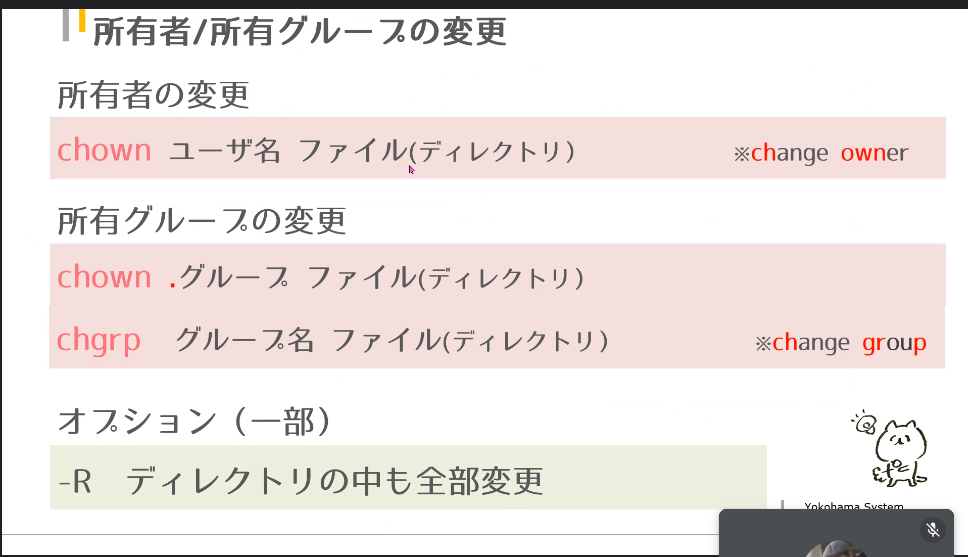 所有者/所有グループの変更
所有者の変更
chown ユーザ名 ファイル(ディレクトリ) ※change owner
所有グループの変更
chown .グループ ファイル(ディレクトリ)
chgrp グループ名 ファイル(ディレクトリ) ※change group
オプション（一部）
-R ディレクトリの中も全部変更
Yokohama System